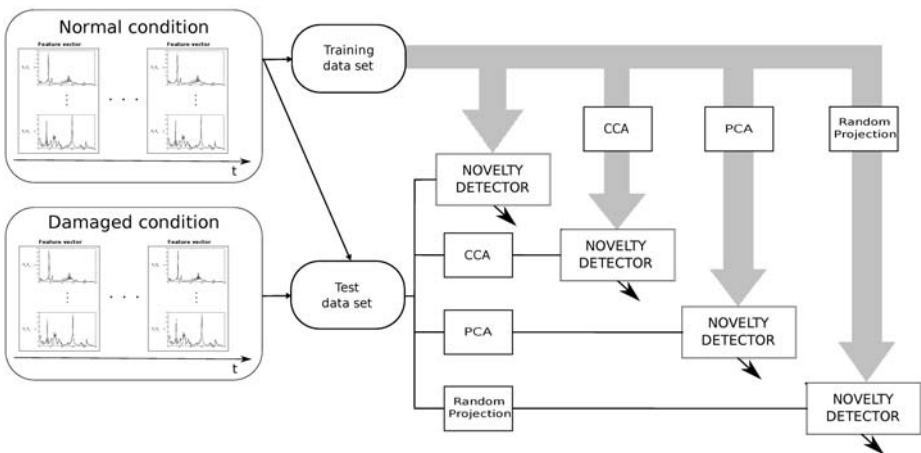 Normal condition
Feature vector
Feature vector
t
Training
data set
CCA
PCA
Random
Projection
NOVELTY
DETECTOR
Damaged condition
Feature vector
Feature vector
t
Test
data set
CCA
NOVELTY
DETECTOR
PCA
NOVELTY
DETECTOR
Random
Projection
NOVELTY
DETECTOR